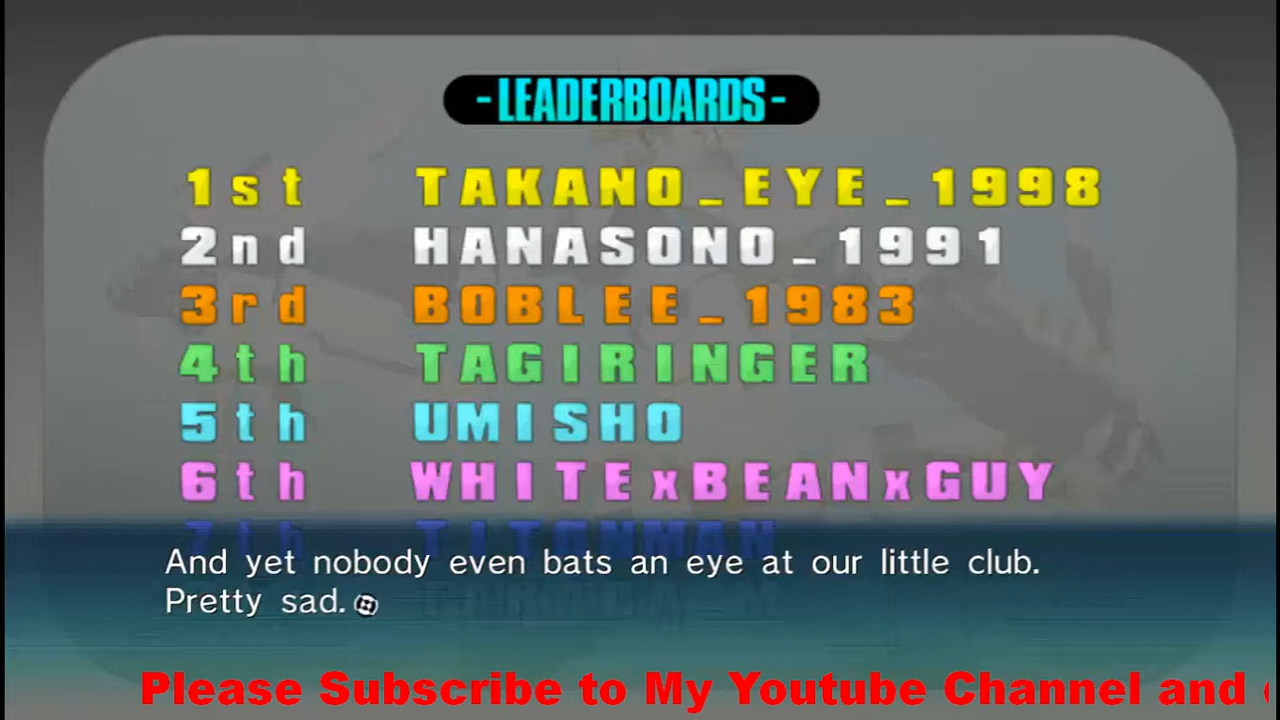 -LEADERBOARDS-
1st TAKANO_EYE_1998
2nd HANASONO_1991
3rd BOBLEE_1983
4th TAGIRINGER
5th UMISHO
6th WHITExBEANxGUY
7th
And yet nobody even bats an eye at our little club.
Pretty sad.
Please Subscribe to My Youtube Channel and